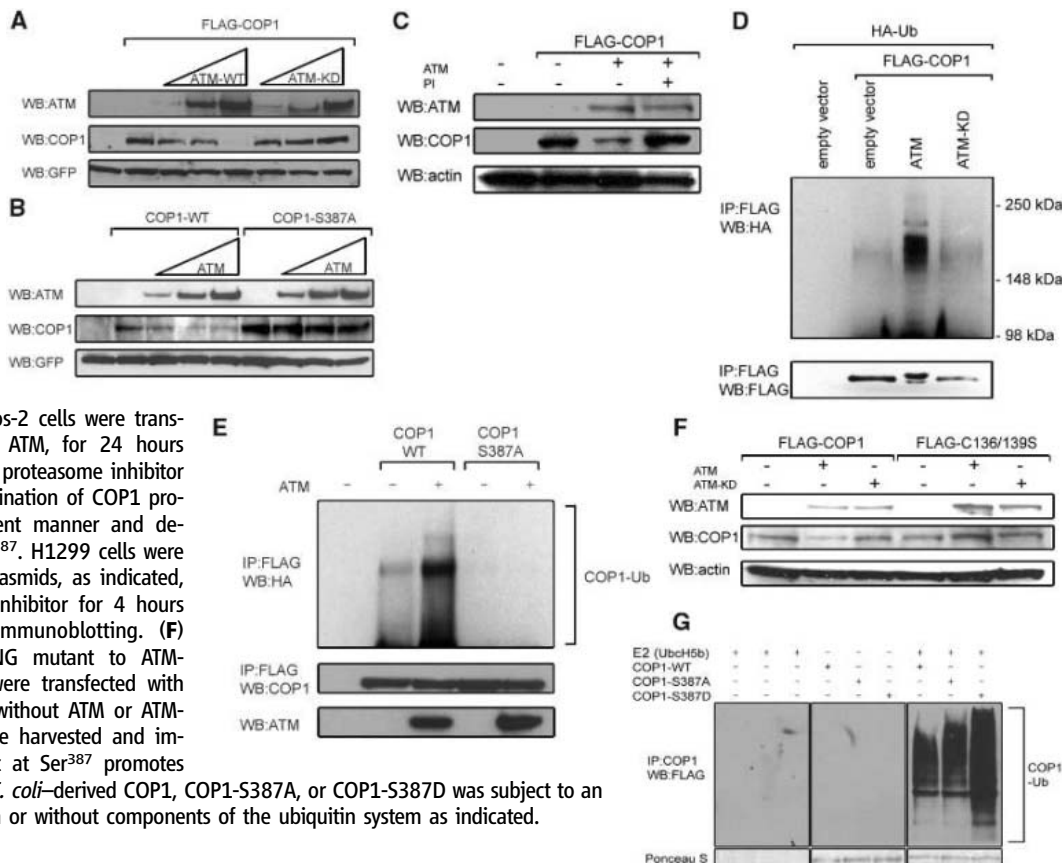 A
FLAG-COP1
ATM-WT ATM-KD
WB:ATM
WB:COP1
WB:GFP
B
COP1-WT COP1-S387A
ATM ATM
WB:ATM
WB:COP1
WB:GFP
C
FLAG-COP1
ATM - - + +
PI - - - +
WB:ATM
WB:COP1
WB:actin
D
HA-Ub
FLAG-COP1
empty vector
empty vector
ATM
ATM-KD
IP:FLAG
WB:HA
- 250 kDa
- 148 kDa
- 98 kDa
IP:FLAG
WB:FLAG
os-2 cells were trans-
ATM, for 24 hours
proteasome inhibitor
ination of COP1 pro-
ent manner and de-
387. H1299 cells were
asmids, as indicated,
nhibitor for 4 hours
mmunoblotting. (F)
NG mutant to ATM-
were transfected with
without ATM or ATM-
e harvested and im-
at Ser387 promotes
coli–derived COP1, COP1-S387A, or COP1-S387D was subject to an
or without components of the ubiquitin system as indicated.
E
COP1 COP1
WT S387A
ATM - - + - +
IP:FLAG
WB:HA
COP1-Ub
IP:FLAG
WB:COP1
WB:ATM
F
FLAG-COP1 FLAG-C136/139S
ATM - + - - + -
ATM-KD - - + - - +
WB:ATM
WB:COP1
WB:actin
G
E2 (UbcH5b) + + + - - - + + +
COP1-WT - - - + - - + - -
COP1-S387A - - - - + - - + -
COP1-S387D - - - - - + - - +
IP:COP1
WB:FLAG
COP1
-Ub
Ponceau S